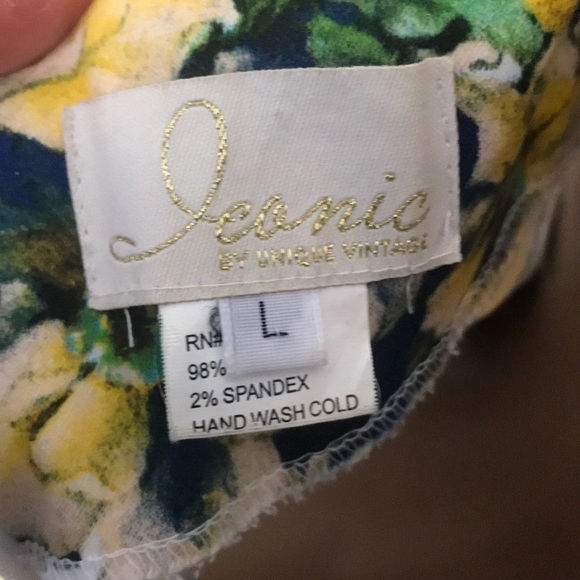 Iconic
BY UNIQUE VINTAGE
L
RN#
98%
2% SPANDEX
HAND WASH COLD